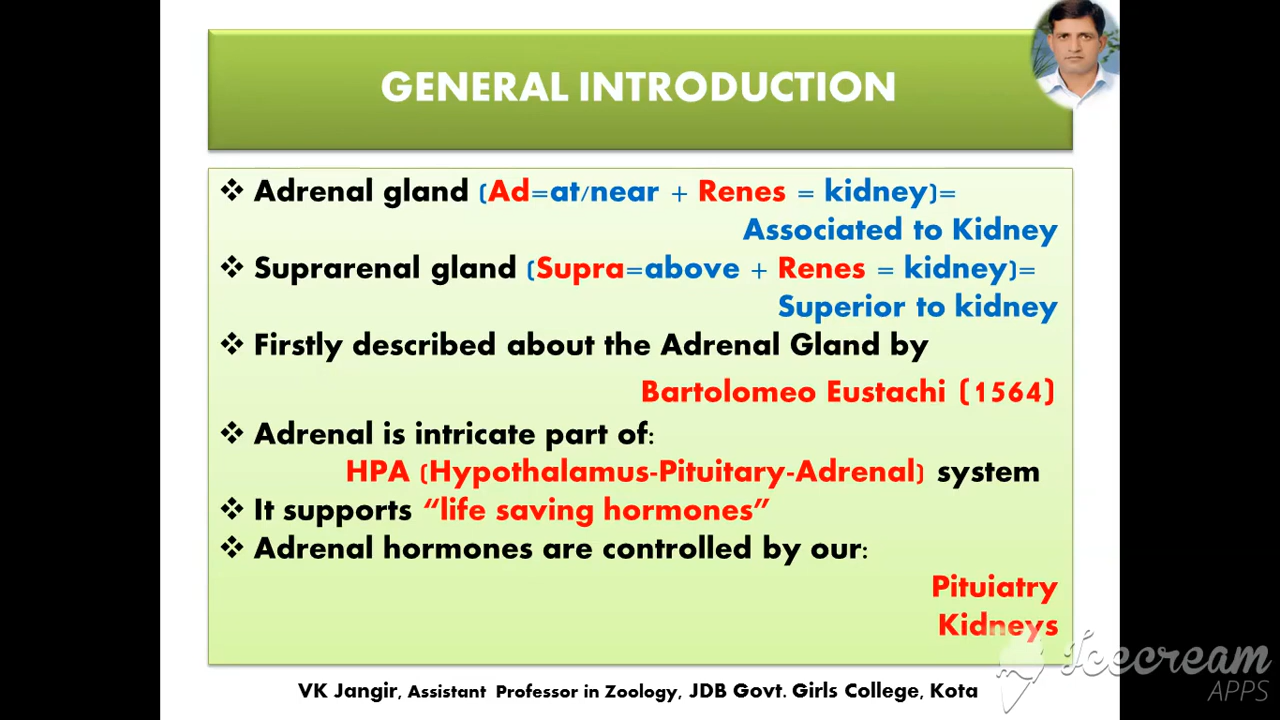 GENERAL INTRODUCTION
❖ Adrenal gland (Ad=at/near + Renes = kidney)=
Associated to Kidney
❖ Suprarenal gland (Supra=above + Renes = kidney)=
Superior to kidney
❖ Firstly described about the Adrenal Gland by
Bartolomeo Eustachi (1564)
❖ Adrenal is intricate part of:
HPA (Hypothalamus-Pituitary-Adrenal) system
❖ It supports “life saving hormones”
❖ Adrenal hormones are controlled by our:
Pituiatry
Kidneys
Icecream
APPS
VK Jangir, Assistant Professor in Zoology, JDB Govt. Girls College, Kota